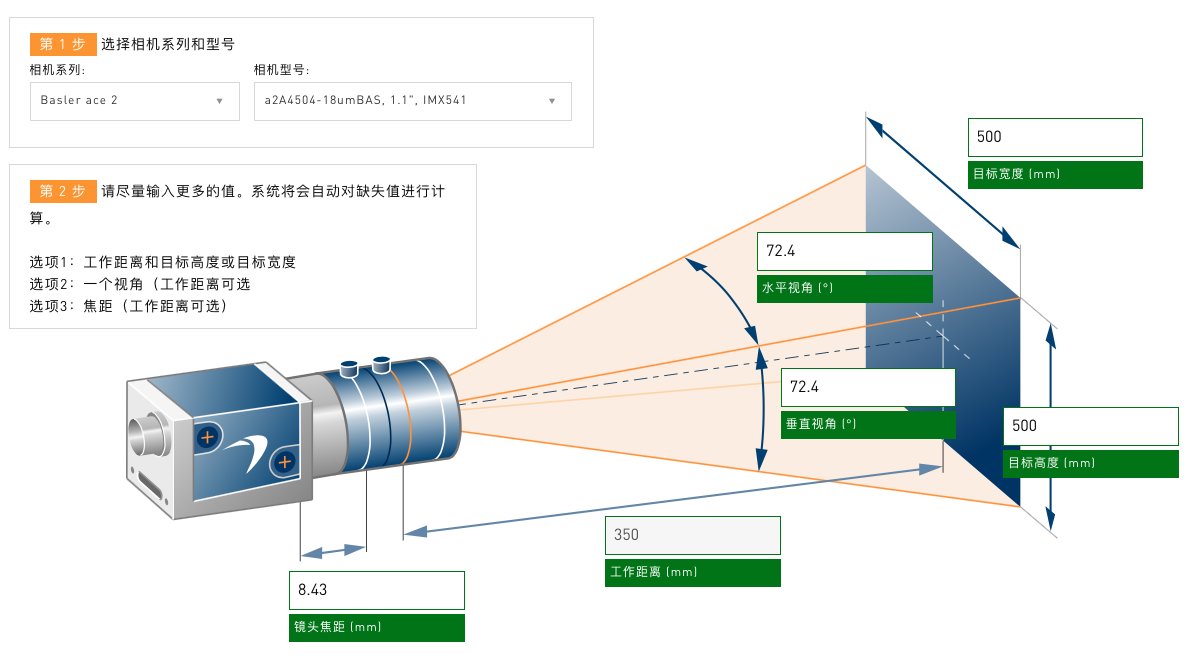 第 1 步 选择相机系列和型号
相机系列: 相机型号:
Basler ace 2 a2A4504-18umBAS, 1.1", IMX541
第 2 步 请尽量输入更多的值。系统将会自动对缺失值进行计
算。
选项1：工作距离和目标高度或目标宽度
选项2：一个视角（工作距离可选
选项3：焦距（工作距离可选）
500
目标宽度 (mm)
72.4
水平视角 (°)
72.4
垂直视角 (°)
500
目标高度 (mm)
350
工作距离 (mm)
8.43
镜头焦距 (mm)